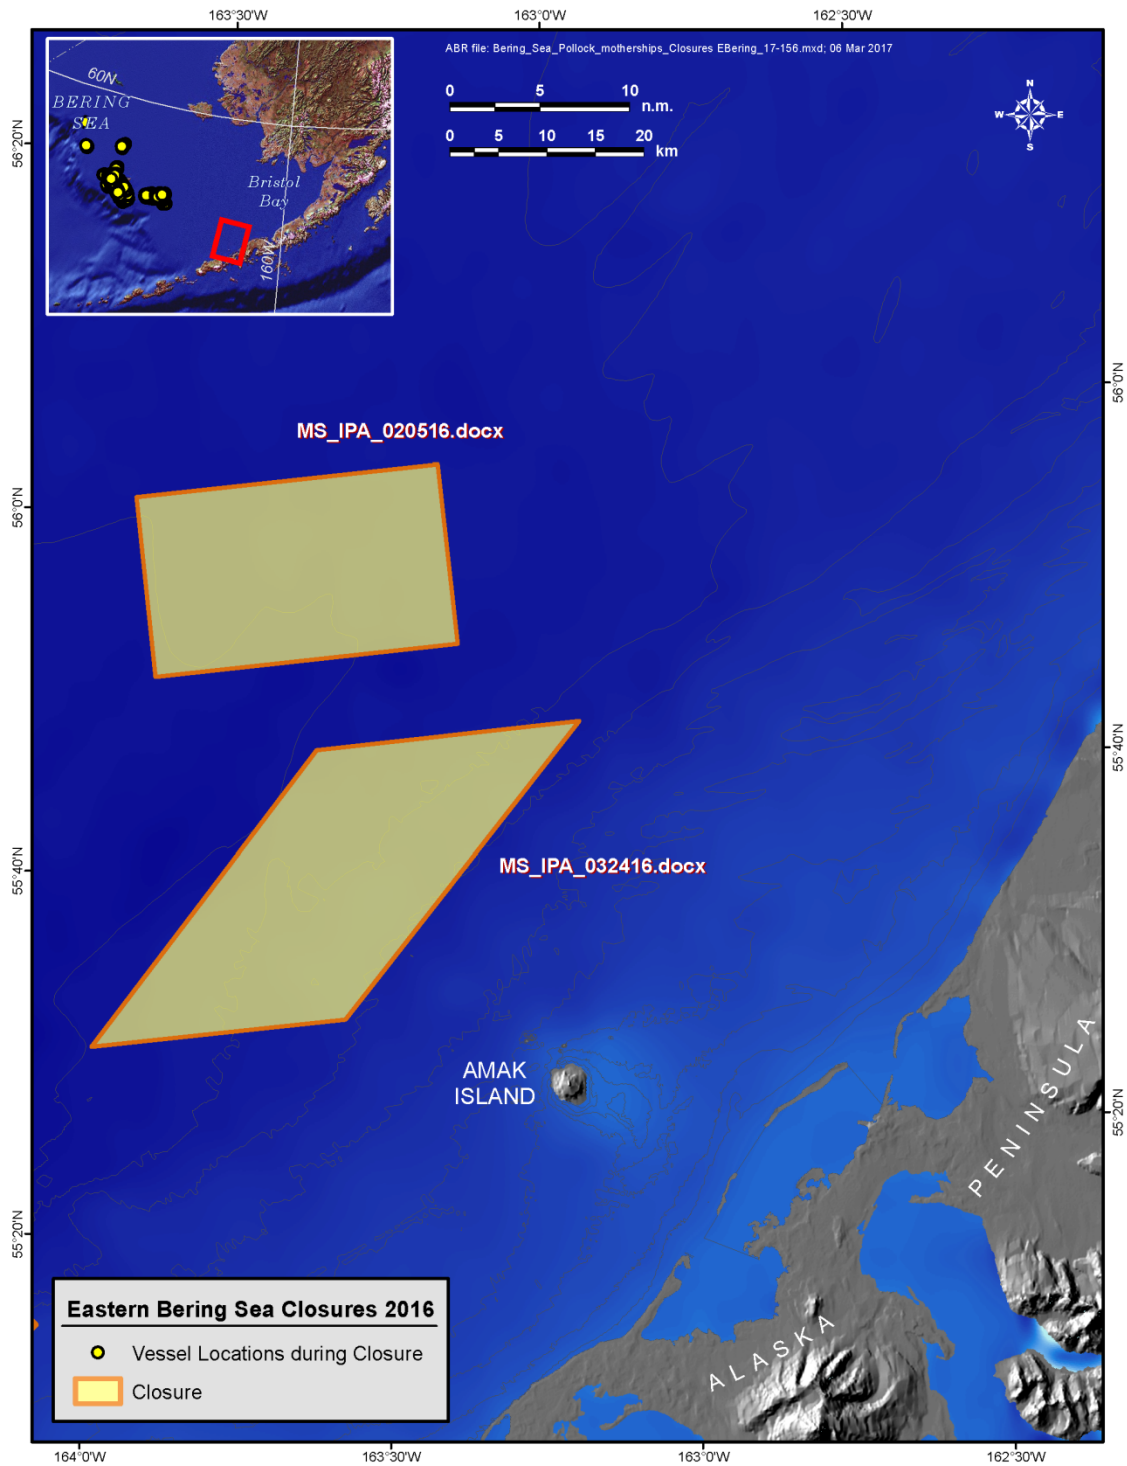 163°30'W 163°0'W 162°30'W
ABR file: Bering_Sea_Pollock_motherships_Closures EBering_17-156.mxd; 06 Mar 2017
60N
BERING
SEA
Bristol
Bay
160W
0 5 10
n.m.
0 5 10 15 20
km
N
W E
S
56°20'N
56°0'N
MS_IPA_020516.docx
56°0'N
55°40'N
MS_IPA_032416.docx
55°40'N
AMAK
ISLAND
55°20'N
PENINSULA
55°20'N
ALASKA
Eastern Bering Sea Closures 2016
Vessel Locations during Closure
Closure
164°0'W 163°30'W 163°0'W 162°30'W